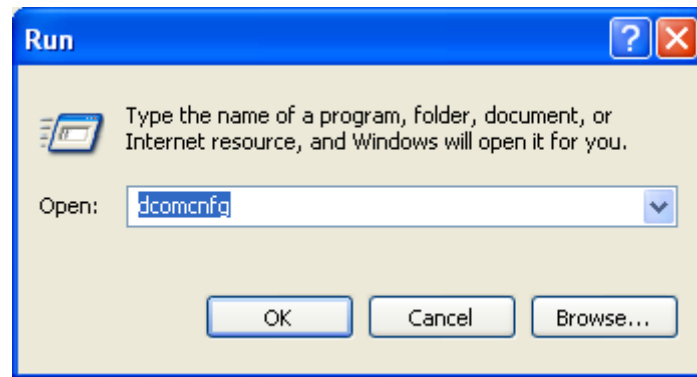 Run
Type the name of a program, folder, document, or
Internet resource, and Windows will open it for you.
Open: dcomcnfg
OK Cancel Browse...